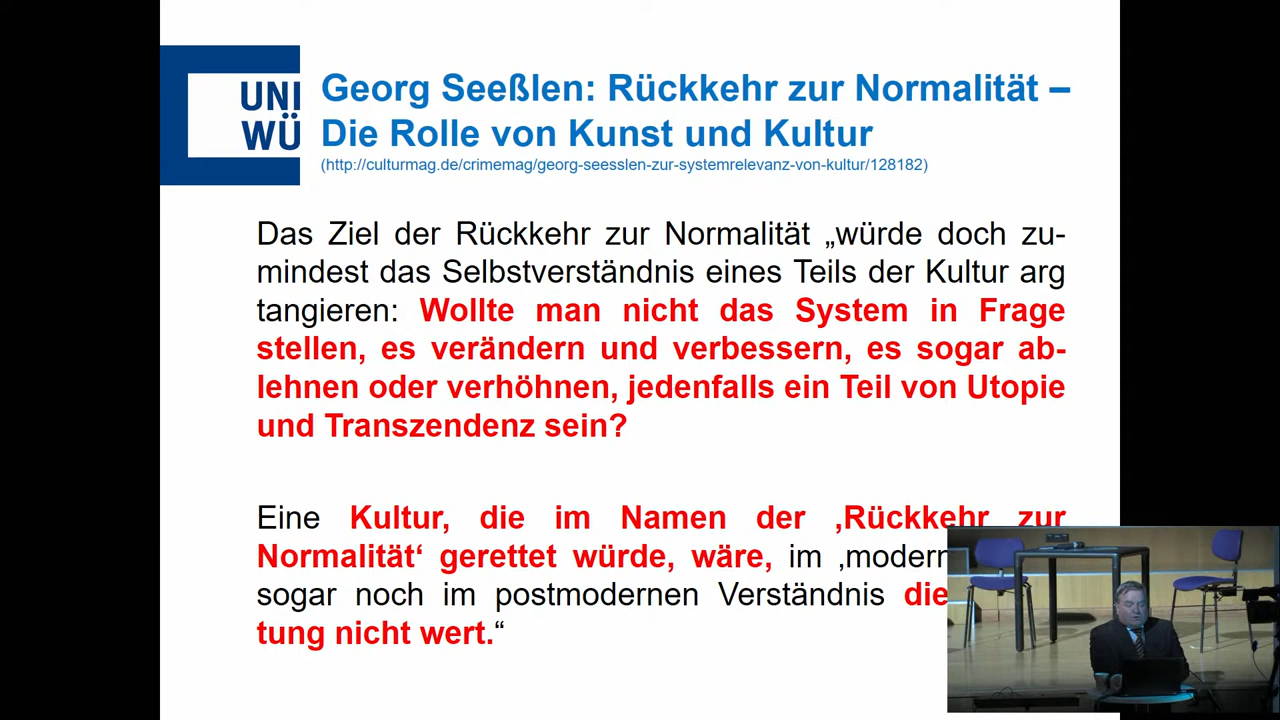 UNI
WÜ
Georg Seeßlen: Rückkehr zur Normalität –
Die Rolle von Kunst und Kultur
(http://culturmag.de/crimemag/georg-seesslen-zur-systemrelevanz-von-kultur/128182)
Das Ziel der Rückkehr zur Normalität „würde doch zu-
mindest das Selbstverständnis eines Teils der Kultur arg
tangieren: Wollte man nicht das System in Frage
stellen, es verändern und verbessern, es sogar ab-
lehnen oder verhöhnen, jedenfalls ein Teil von Utopie
und Transzendenz sein?
Eine Kultur, die im Namen der ‚Rückkehr zur
Normalität‘ gerettet würde, wäre, im ‚modern
sogar noch im postmodernen Verständnis die
tung nicht wert.“